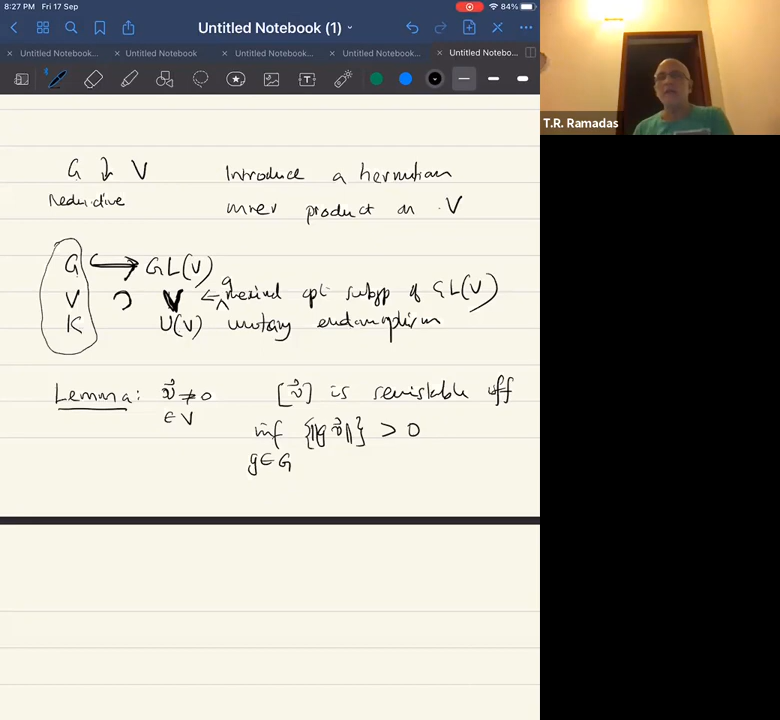 8:27 PM Fri 17 Sep
84%
Untitled Notebook (1)
Untitled Notebook...
Untitled Notebook
Untitled Notebook...
Untitled Notebook...
Untitled Notebo...
T.R. Ramadas
G V Introduce a hermitian
Reductive
inner product on V
G ↪ GL(V)
V ⊃ V ← a maximal cpt subgp of GL(V)
K U(V) unitary
Lemma: v⃗ ≠ 0 [v⃗] is semistable iff
∈ V
inf {||g v⃗||} > 0
g∈G